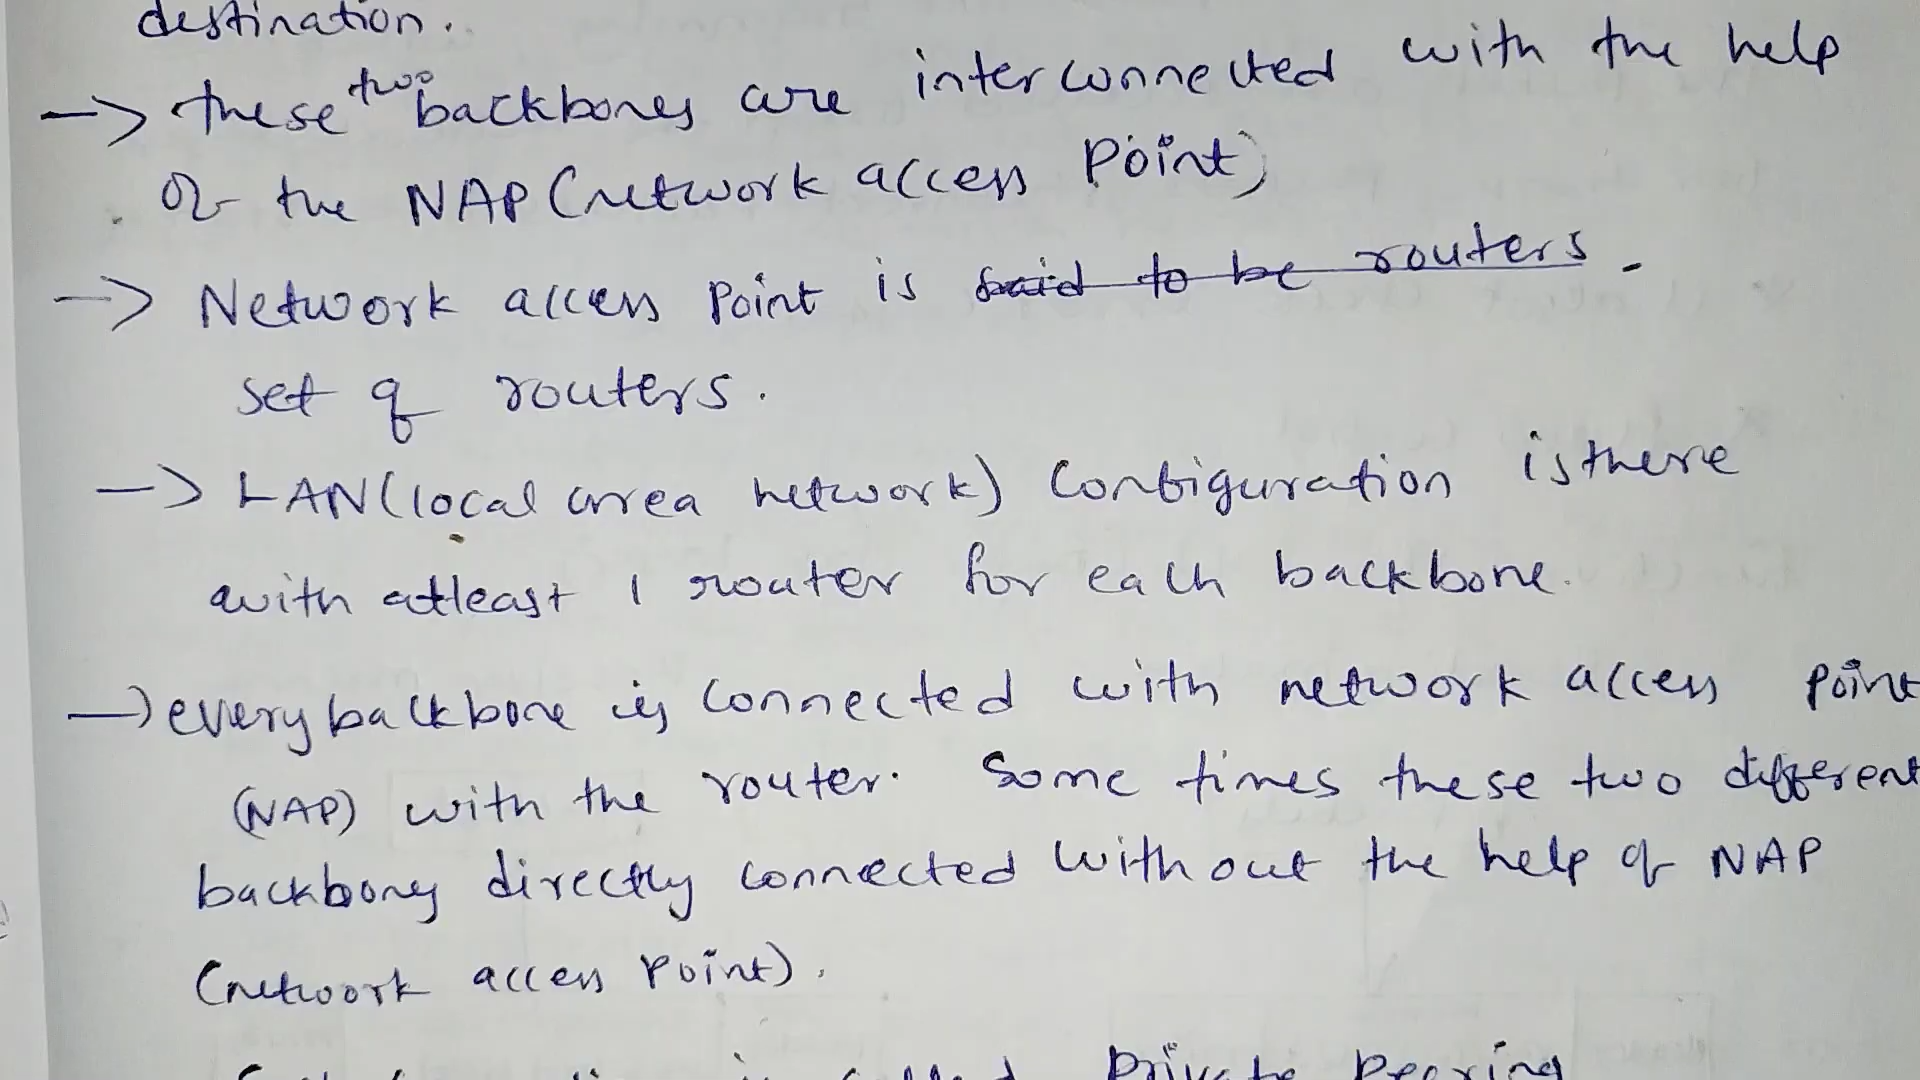 destination.
→ these two backbones are interconnected with the help
of the NAP (network access Point)
→ Network access Point is said to be routers.
set of routers.
→ LAN (local area network) Configuration is there
with atleast 1 router for each backbone.
→ every backbone is connected with network access Point
(NAP) with the router. Some times these two different
backbones directly connected without the help of NAP
(network access Point).
Private Peering